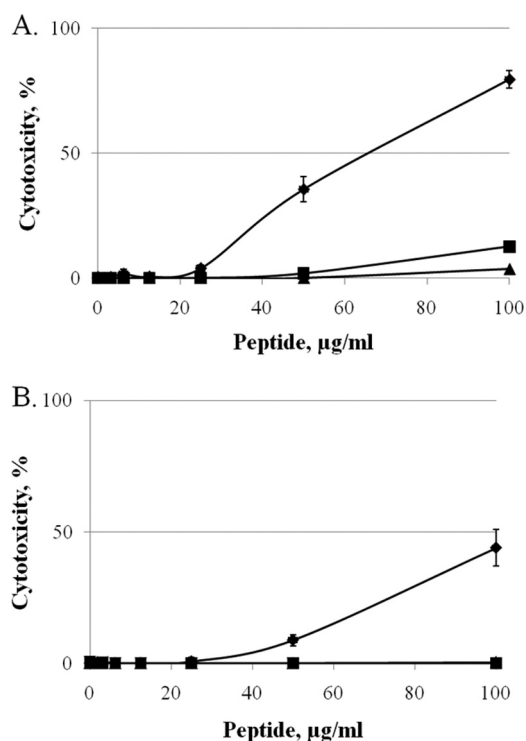 A.
100
50
0
Cytotoxicity, %
0 20 40 60 80 100
Peptide, µg/ml
B.
100
50
0
Cytotoxicity, %
0 20 40 60 80 100
Peptide, µg/ml